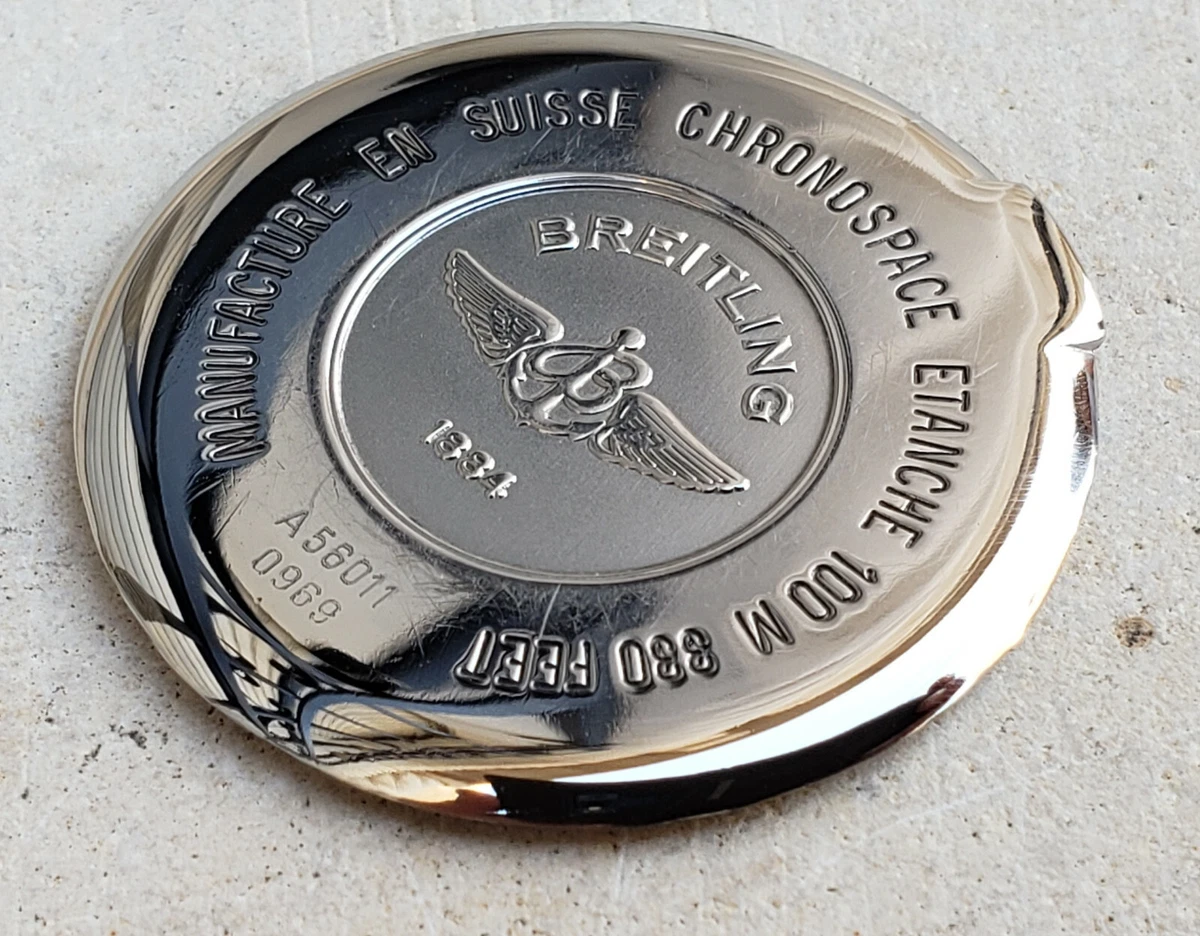 MANUFACTURE EN SUISSE CHRONOSPACE ETANCHE 100 M 330 FEET
BREITLING
B
1884
A56011
0969